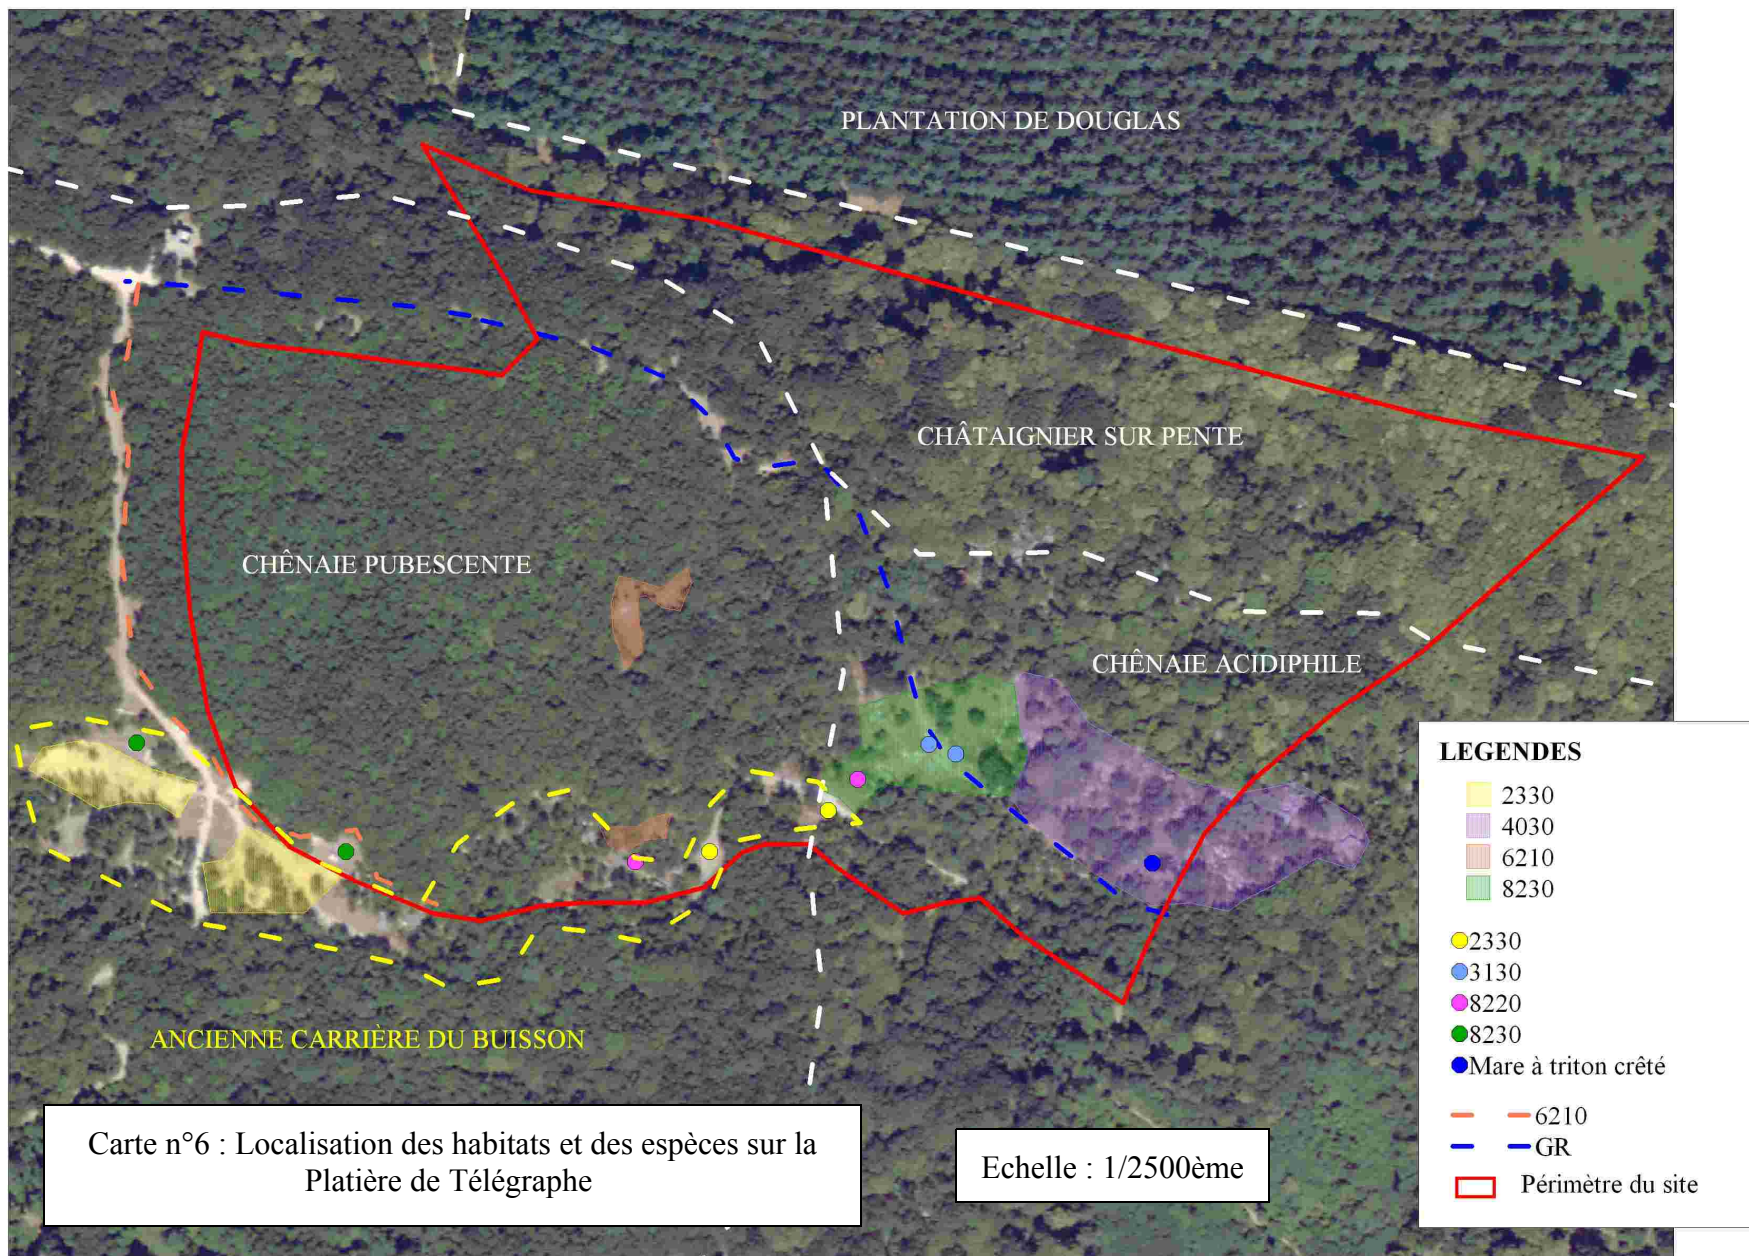 PLANTATION DE DOUGLAS
CHÂTAIGNIER SUR PENTE
CHÊNAIE PUBESCENTE
CHÊNAIE ACIDIPHILE
ANCIENNE CARRIÈRE DU BUISSON
LEGENDES
2330
4030
6210
8230
2330
3130
8220
8230
Mare à triton crêté
6210
GR
Périmètre du site
Carte n°6 : Localisation des habitats et des espèces sur la
Platière de Télégraphe
Echelle : 1/2500ème